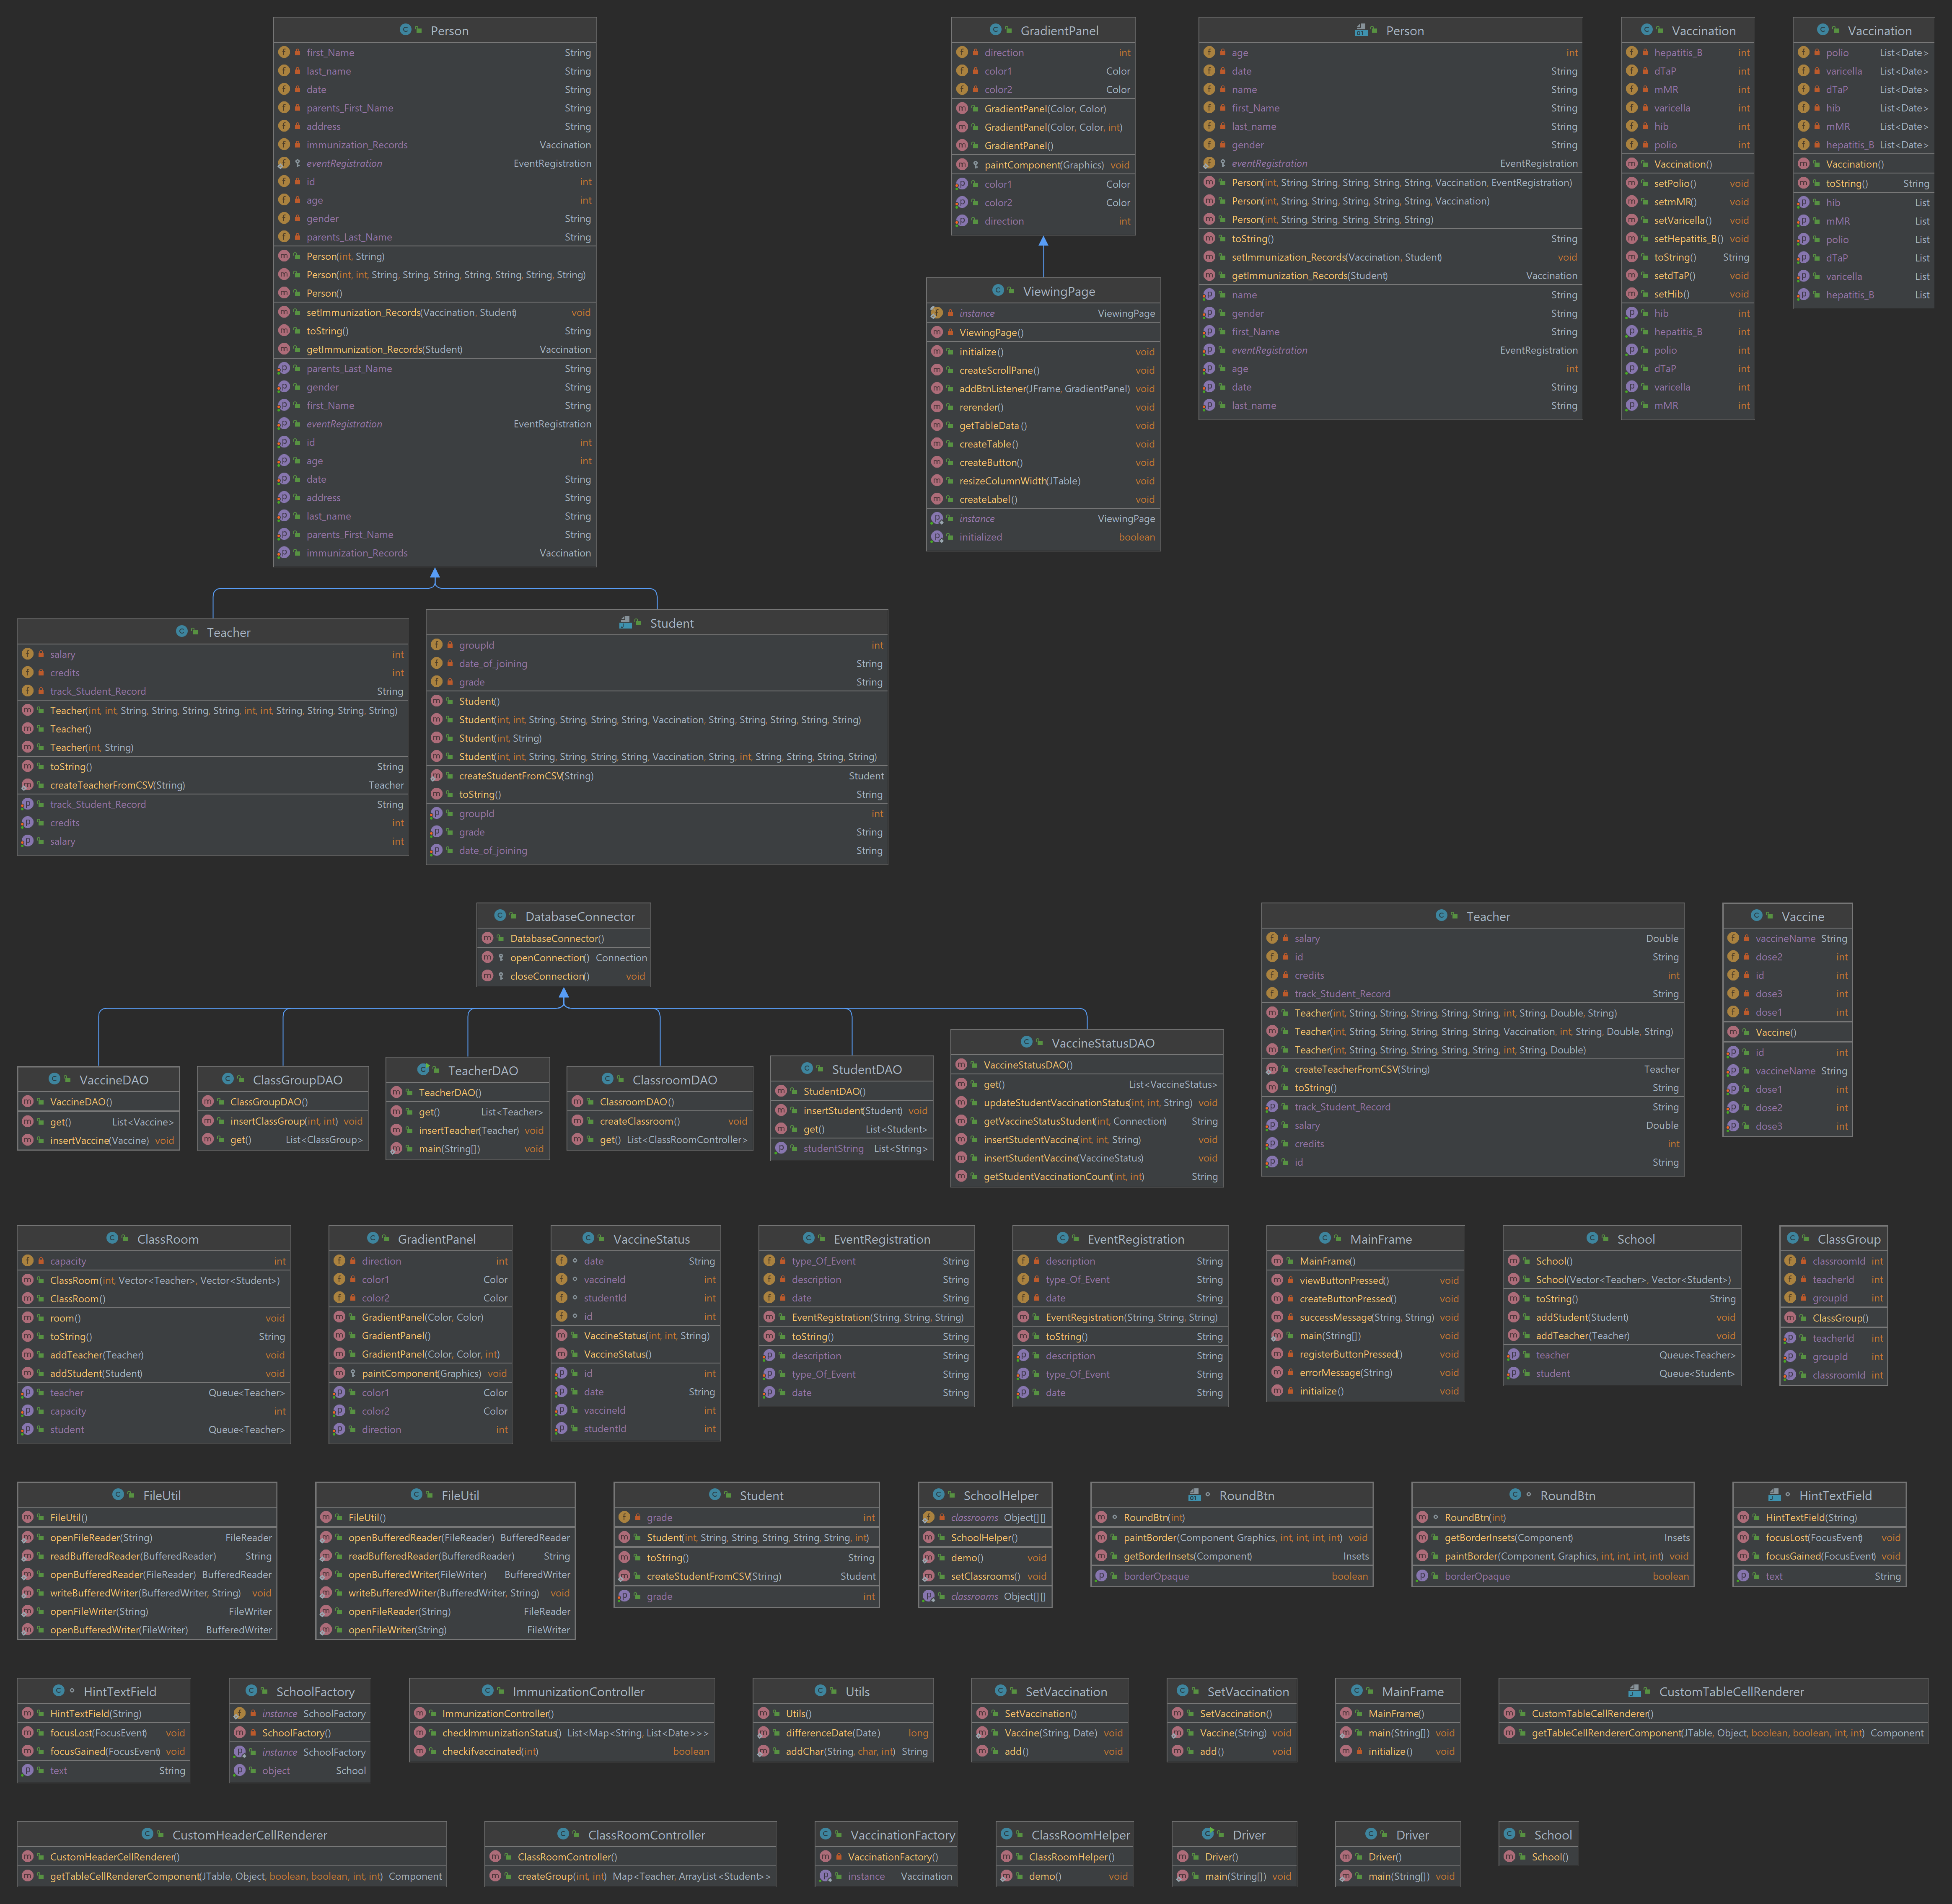 Person
first_Name String
last_name String
date String
parents_First_Name String
address String
immunization_Records Vaccination
eventRegistration EventRegistration
id int
age int
gender String
parents_Last_Name String
Person(int, String)
Person(int, int, String, String, String, String, String, String, String)
Person()
setImmunization_Records(Vaccination, Student) void
toString() String
getImmunization_Records(Student) Vaccination
parents_Last_Name String
gender String
first_Name String
eventRegistration EventRegistration
id int
age int
date String
address String
last_name String
parents_First_Name String
immunization_Records Vaccination
GradientPanel
direction int
color1 Color
color2 Color
GradientPanel(Color, Color)
GradientPanel(Color, Color, int)
GradientPanel()
paintComponent(Graphics) void
color1 Color
color2 Color
direction int
ViewingPage
instance ViewingPage
ViewingPage()
initialize() void
createScrollPane() void
addBtnListener(JFrame, GradientPanel) void
rerender() void
getTableData() void
createTable() void
createButton() void
resizeColumnWidth(JTable) void
createLabel() void
instance ViewingPage
initialized boolean
Person
age int
date String
name String
first_Name String
last_name String
gender String
eventRegistration EventRegistration
Person(int, String, String, String, String, String, Vaccination, EventRegistration)
Person(int, String, String, String, String, String, Vaccination)
Person(int, String, String, String, String, String)
toString() String
setImmunization_Records(Vaccination, Student) void
getImmunization_Records(Student) Vaccination
name String
gender String
first_Name String
eventRegistration EventRegistration
age int
date String
last_name String
Vaccination
hepatitis_B int
dTaP int
mMR int
varicella int
hib int
polio int
Vaccination()
setPolio() void
setmMR() void
setVaricella() void
setHepatitis_B() void
toString() String
setdTaP() void
setHib() void
hib int
hepatitis_B int
polio int
dTaP int
varicella int
mMR int
Vaccination
polio List<Date>
varicella List<Date>
dTaP List<Date>
hib List<Date>
mMR List<Date>
hepatitis_B List<Date>
Vaccination()
toString() String
hib List
mMR List
polio List
dTaP List
varicella List
hepatitis_B List
Teacher
salary int
credits int
track_Student_Record String
Teacher(int, int, String, String, String, String, int, int, String, String, String, String)
Teacher()
Teacher(int, String)
toString() String
createTeacherFromCSV(String) Teacher
track_Student_Record String
credits int
salary int
Student
groupId int
date_of_joining String
grade String
Student()
Student(int, int, String, String, String, String, Vaccination, String, String, String, String, String)
Student(int, String)
Student(int, int, String, String, String, String, Vaccination, String, int, String, String, String, String)
createStudentFromCSV(String) Student
toString() String
groupId int
grade String
date_of_joining String
DatabaseConnector
DatabaseConnector()
openConnection() Connection
closeConnection() void
VaccineDAO
VaccineDAO()
get() List<Vaccine>
insertVaccine(Vaccine) void
ClassGroupDAO
ClassGroupDAO()
insertClassGroup(int, int) void
get() List<ClassGroup>
TeacherDAO
TeacherDAO()
get() List<Teacher>
insertTeacher(Teacher) void
main(String[]) void
ClassroomDAO
ClassroomDAO()
createClassroom() void
get() List<ClassRoomController>
StudentDAO
StudentDAO()
insertStudent(Student) void
get() List<Student>
studentString List<String>
VaccineStatusDAO
VaccineStatusDAO()
get() List<VaccineStatus>
updateStudentVaccinationStatus(int, int, String) void
getVaccineStatusStudent(int, Connection) String
insertStudentVaccine(int, int, String) void
insertStudentVaccine(VaccineStatus) void
getStudentVaccinationCount(int, int) String
Teacher
salary Double
id String
credits int
track_Student_Record String
Teacher(int, String, String, String, String, String, int, String, Double, String)
Teacher(int, String, String, String, String, String, Vaccination, int, String, Double, String)
Teacher(int, String, String, String, String, String, int, String, Double)
createTeacherFromCSV(String) Teacher
toString() String
track_Student_Record String
salary Double
credits int
id String
Vaccine
vaccineName String
dose2 int
id int
dose3 int
dose1 int
Vaccine()
id int
vaccineName String
dose1 int
dose2 int
dose3 int
ClassRoom
capacity int
ClassRoom(int, Vector<Teacher>, Vector<Student>)
ClassRoom()
room() void
toString() String
addTeacher(Teacher) void
addStudent(Student) void
teacher Queue<Teacher>
capacity int
student Queue<Teacher>
GradientPanel
direction int
color1 Color
color2 Color
GradientPanel(Color, Color)
GradientPanel()
GradientPanel(Color, Color, int)
paintComponent(Graphics) void
color1 Color
color2 Color
direction int
VaccineStatus
date String
vaccineId int
studentId int
id int
VaccineStatus(int, int, String)
VaccineStatus()
id int
date String
vaccineId int
studentId int
EventRegistration
type_Of_Event String
description String
date String
EventRegistration(String, String, String)
toString() String
description String
type_Of_Event String
date String
EventRegistration
description String
type_Of_Event String
date String
EventRegistration(String, String, String)
toString() String
description String
type_Of_Event String
date String
MainFrame
MainFrame()
viewButtonPressed() void
createButtonPressed() void
successMessage(String, String) void
main(String[]) void
registerButtonPressed() void
errorMessage(String) void
initialize() void
School
School()
School(Vector<Teacher>, Vector<Student>)
toString() String
addStudent(Student) void
addTeacher(Teacher) void
teacher Queue<Teacher>
student Queue<Student>
ClassGroup
classroomId int
teacherId int
groupId int
ClassGroup()
teacherId int
groupId int
classroomId int
FileUtil
FileUtil()
openFileReader(String) FileReader
readBufferedReader(BufferedReader) String
openBufferedReader(FileReader) BufferedReader
writeBufferedWriter(BufferedWriter, String) void
openFileWriter(String) FileWriter
openBufferedWriter(FileWriter) BufferedWriter
FileUtil
FileUtil()
openBufferedReader(FileReader) BufferedReader
readBufferedReader(BufferedReader) String
openBufferedWriter(FileWriter) BufferedWriter
writeBufferedWriter(BufferedWriter, String) void
openFileReader(String) FileReader
openFileWriter(String) FileWriter
Student
grade int
Student(int, String, String, String, String, String, int)
toString() String
createStudentFromCSV(String) Student
grade int
SchoolHelper
classrooms Object[][]
SchoolHelper()
demo() void
setClassrooms() void
classrooms Object[][]
RoundBtn
RoundBtn(int)
paintBorder(Component, Graphics, int, int, int, int) void
getBorderInsets(Component) Insets
borderOpaque boolean
RoundBtn
RoundBtn(int)
getBorderInsets(Component) Insets
paintBorder(Component, Graphics, int, int, int, int) void
borderOpaque boolean
HintTextField
HintTextField(String)
focusLost(FocusEvent) void
focusGained(FocusEvent) void
text String
HintTextField
HintTextField(String)
focusLost(FocusEvent) void
focusGained(FocusEvent) void
text String
SchoolFactory
instance SchoolFactory
SchoolFactory()
instance SchoolFactory
object School
ImmunizationController
ImmunizationController()
checkImmunizationStatus() List<Map<String, List<Date>>>
checkifvaccinated(int) boolean
Utils
Utils()
differenceDate(Date) long
addChar(String, char, int) String
SetVaccination
SetVaccination()
Vaccine(String, Date) void
add() void
SetVaccination
SetVaccination()
Vaccine(String) void
add() void
MainFrame
MainFrame()
main(String[]) void
initialize() void
CustomTableCellRenderer
CustomTableCellRenderer()
getTableCellRendererComponent(JTable, Object, boolean, boolean, int, int) Component
CustomHeaderCellRenderer
CustomHeaderCellRenderer()
getTableCellRendererComponent(JTable, Object, boolean, boolean, int, int) Component
ClassRoomController
ClassRoomController()
createGroup(int, int) Map<Teacher, ArrayList<Student>>
VaccinationFactory
VaccinationFactory()
instance Vaccination
ClassRoomHelper
ClassRoomHelper()
demo() void
Driver
Driver()
main(String[]) void
Driver
Driver()
main(String[]) void
School
School()